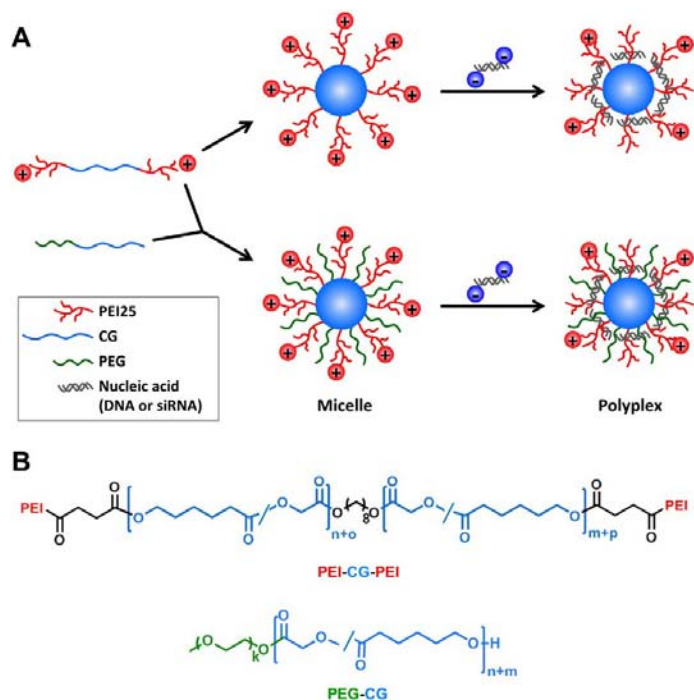 A
PEI25
CG
PEG
Nucleic acid
(DNA or siRNA)
Micelle
Polyplex
B
PEI
O
O
O
O
O
O
O
n+o
O
8
O
O
O
O
O
m+p
O
O
O
PEI
PEI-CG-PEI
O
k
O
O
O
O
O
H
n+m
PEG-CG